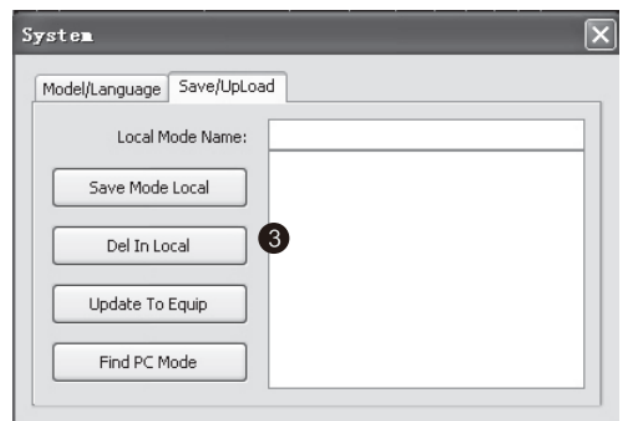 System
Model/Language Save/UpLoad
Local Mode Name:
Save Mode Local
Del In Local
3
Update To Equip
Find PC Mode